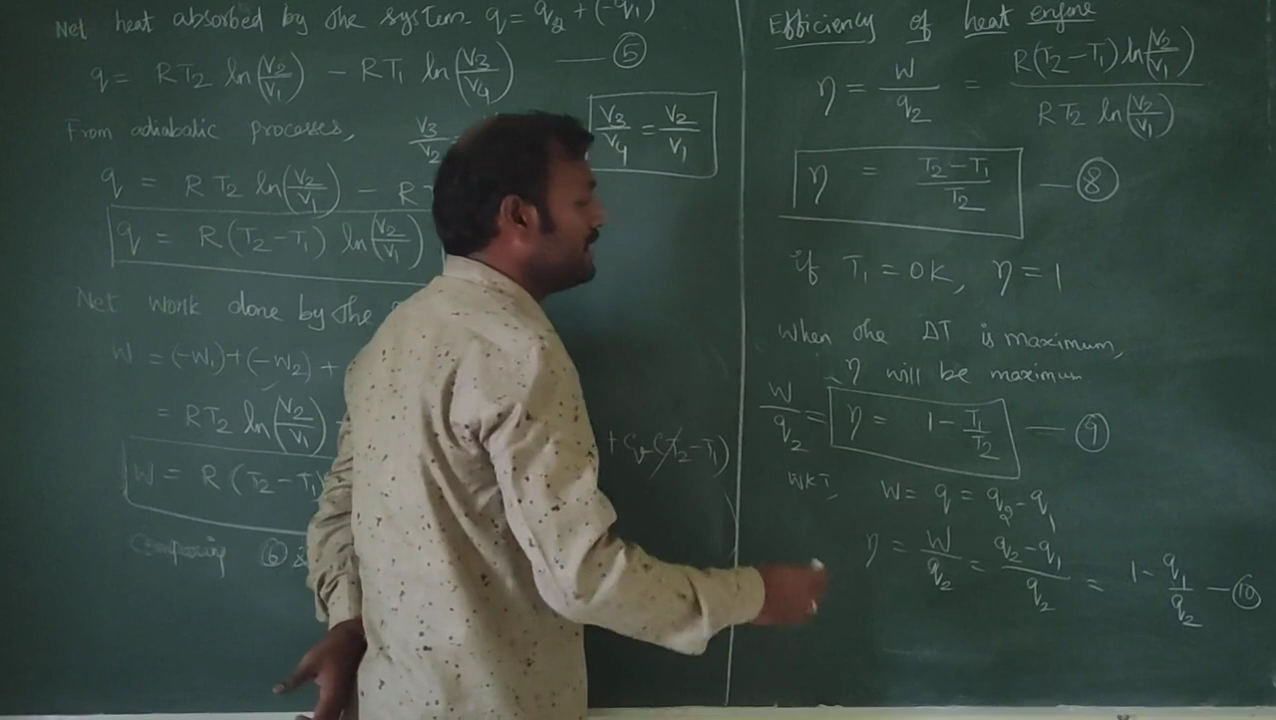 Net heat absorbed by the system. q = q₂ + (-q₁)
q = RT₂ ln(V₂/V₁) - RT₁ ln(V₃/V₄) — ⑤
From adiabatic processes, V₃/V₂ V₃/V₄ = V₂/V₁
q = RT₂ ln(V₂/V₁) - R
q = R(T₂-T₁) ln(V₂/V₁)
Net work done by the
W = (-W₁)+(-W₂)+
= RT₂ ln(V₂/V₁) + Cᵥ(T₂-T₁)
W = R(T₂-T₁)
Comparing ⑥ &
Efficiency of heat engine
η = W/q₂ = R(T₂-T₁) ln(V₂/V₁) / RT₂ ln(V₂/V₁)
η = T₂-T₁/T₂ — ⑧
if T₁ = 0K, η = 1
When the ΔT is maximum,
η will be maximum
W/q₂ = η = 1 - T₁/T₂ — ⑨
WKT, W = q = q₂-q₁
η = W/q₂ = q₂-q₁/q₂ = 1 - q₁/q₂ — ⑩